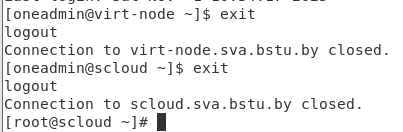 [oneadmin@virt-node ~]$ exit
logout
Connection to virt-node.sva.bstu.by closed.
[oneadmin@scloud ~]$ exit
logout
Connection to scloud.sva.bstu.by closed.
[root@scloud ~]#